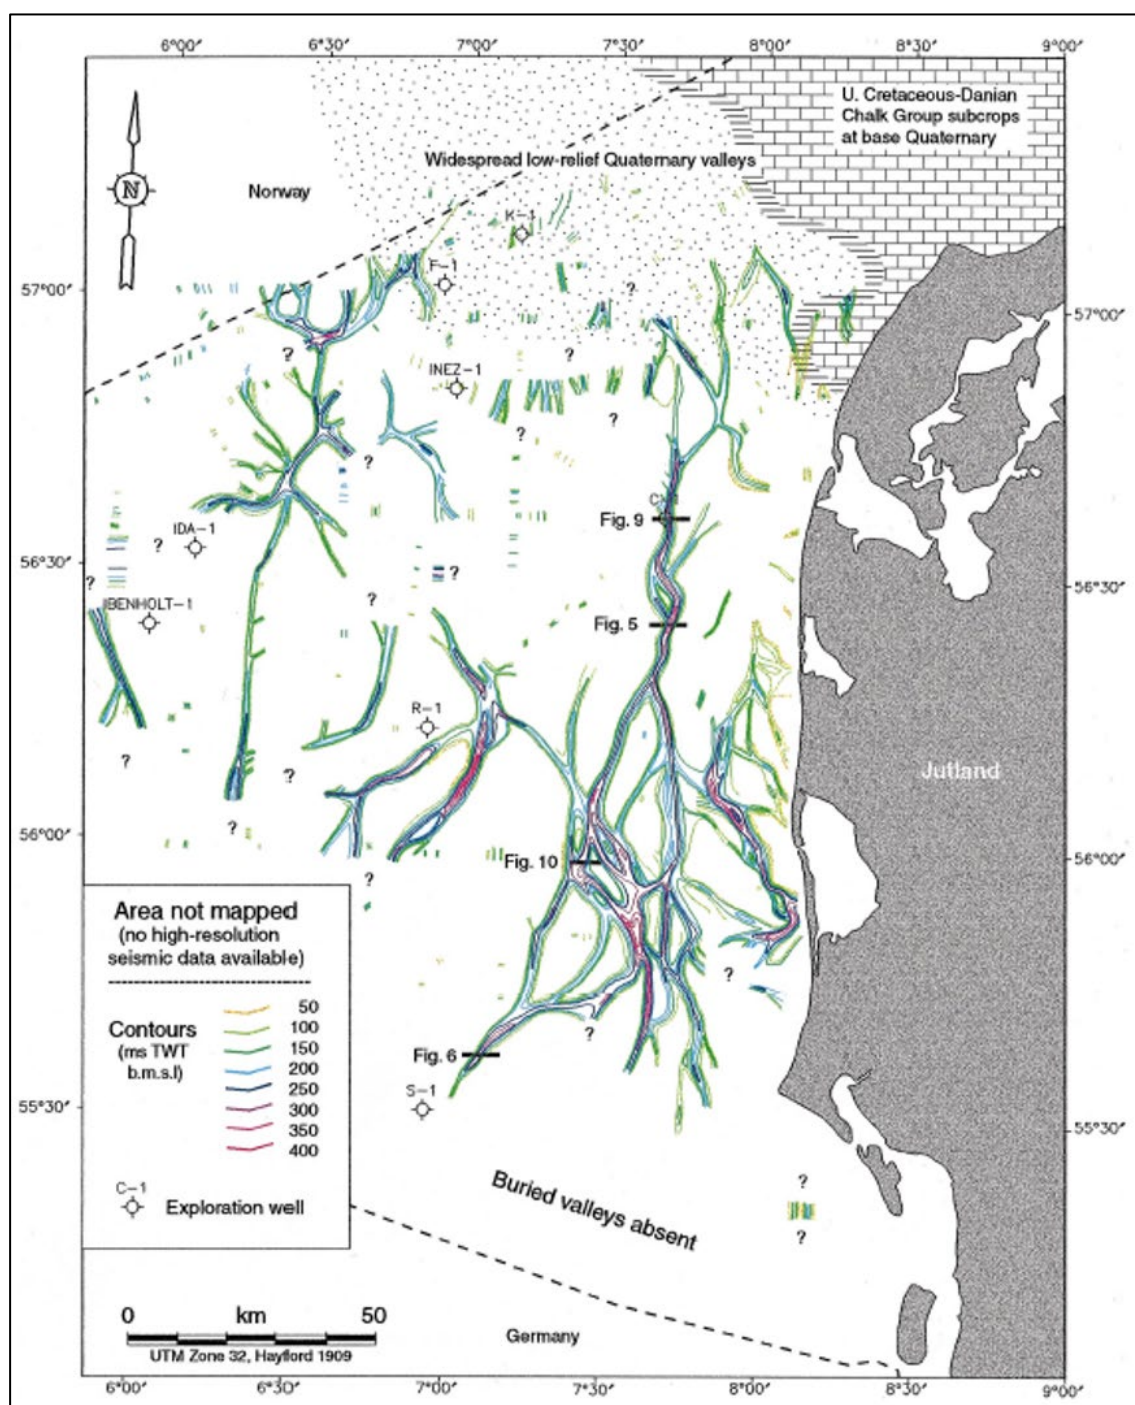 6°00′ 6°30′ 7°00′ 7°30′ 8°00′ 8°30′ 9°00′
U. Cretaceous-Danian
Chalk Group subcrops
at base Quaternary
Widespread low-relief Quaternary valleys
N
Norway
K-1
F-1
57°00′
?
57°00′
?
?
INEZ-1
?
?
?
C-1
Fig. 9
IDA-1
?
56°30′
?
?
56°30′
IBENHOLT-1
?
Fig. 5
R-1
?
?
Jutland
?
56°00′
56°00′
Fig. 10
?
Area not mapped
(no high-resolution
seismic data available)
?
?
Contours
(ms TWT
b.m.s.l)
50
100
150
200
250
300
350
400
Fig. 6
S-1
55°30′
55°30′
C-1
Exploration well
Buried valleys absent
?
?
0 km 50
UTM Zone 32, Hayford 1909
Germany
6°00′ 6°30′ 7°00′ 7°30′ 8°00′ 8°30′ 9°00′